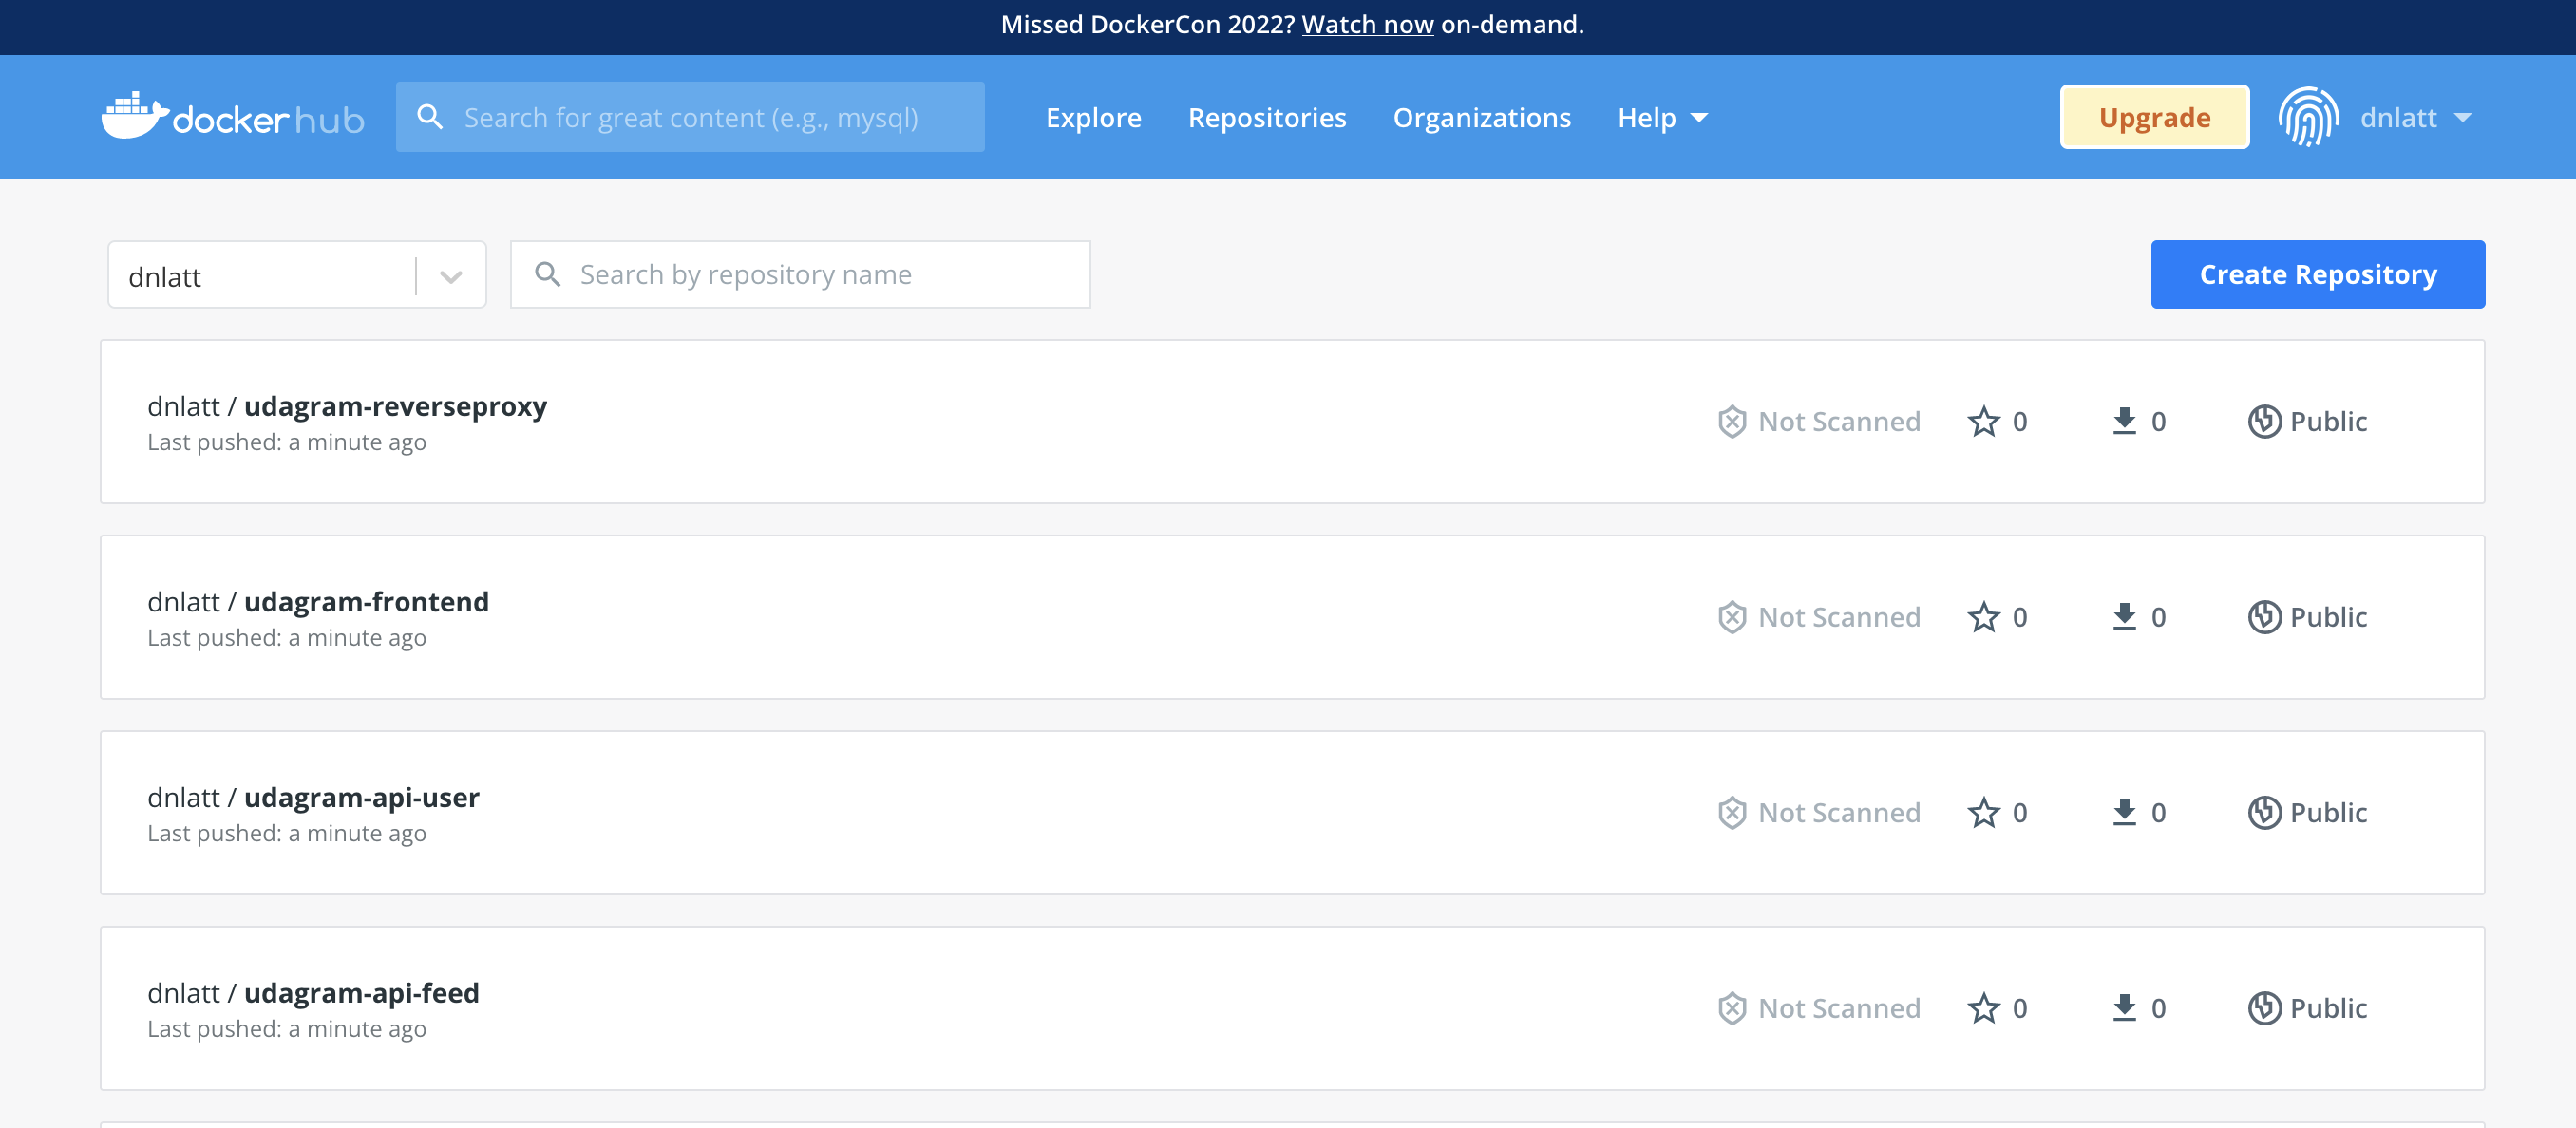 Missed DockerCon 2022? Watch now on-demand.
dockerhub Search for great content (e.g., mysql) Explore Repositories Organizations Help Upgrade dnlatt
dnlatt Search by repository name Create Repository
dnlatt / udagram-reverseproxy
Last pushed: a minute ago
Not Scanned 0 0 Public
dnlatt / udagram-frontend
Last pushed: a minute ago
Not Scanned 0 0 Public
dnlatt / udagram-api-user
Last pushed: a minute ago
Not Scanned 0 0 Public
dnlatt / udagram-api-feed
Last pushed: a minute ago
Not Scanned 0 0 Public